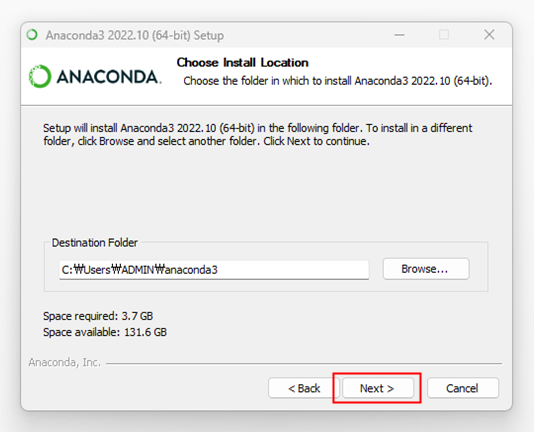 Anaconda3 2022.10 (64-bit) Setup
ANACONDA.
Choose Install Location
Choose the folder in which to install Anaconda3 2022.10 (64-bit).
Setup will install Anaconda3 2022.10 (64-bit) in the following folder. To install in a different
folder, click Browse and select another folder. Click Next to continue.
Destination Folder
C:₩Users₩ADMIN₩anaconda3
Browse...
Space required: 3.7 GB
Space available: 131.6 GB
Anaconda, Inc.
< Back
Next >
Cancel